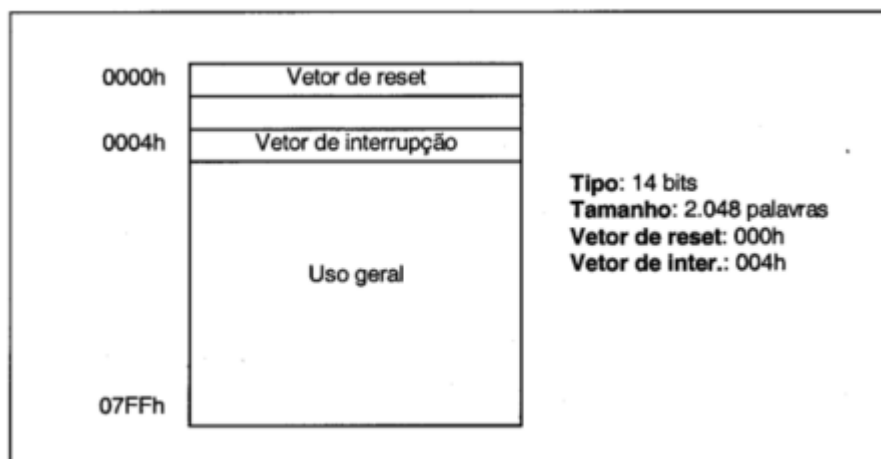 0000h Vetor de reset
0004h Vetor de interrupção
Tipo: 14 bits
Tamanho: 2.048 palavras
Vetor de reset: 000h
Vetor de inter.: 004h
Uso geral
07FFh